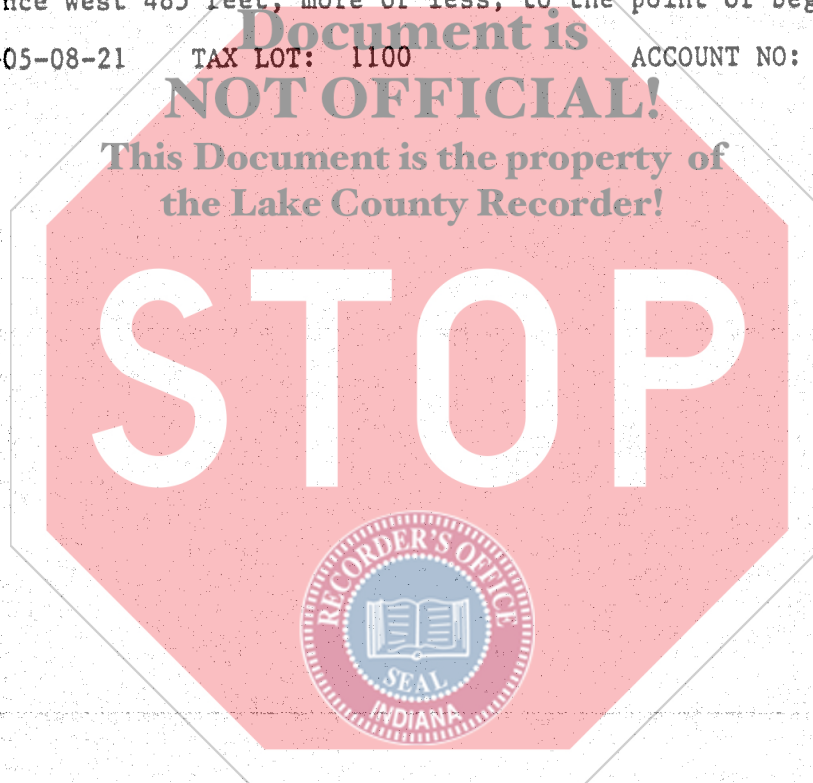 west 485 feet, more or less, to the point of
Document is
05-08-21 TAX LOT: 1100 ACCOUNT NO:
NOT OFFICIAL!
This Document is the property of
the Lake County Recorder!
STOP
RECORDER'S OFFICE
SEAL
INDIANA